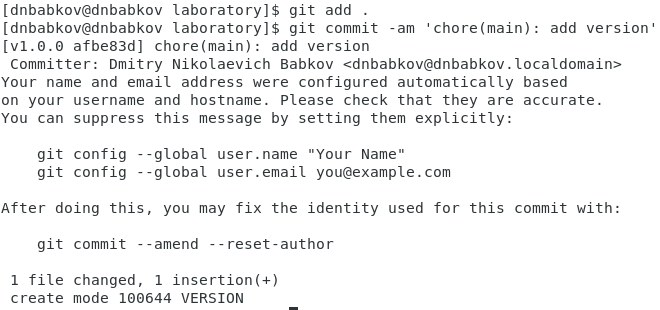 [dnbabkov@dnbabkov laboratory]$ git add .
[dnbabkov@dnbabkov laboratory]$ git commit -am 'chore(main): add version'
[v1.0.0 afbe83d] chore(main): add version
 Committer: Dmitry Nikolaevich Babkov <dnbabkov@dnbabkov.localdomain>
Your name and email address were configured automatically based
on your username and hostname. Please check that they are accurate.
You can suppress this message by setting them explicitly:

    git config --global user.name "Your Name"
    git config --global user.email you@example.com

After doing this, you may fix the identity used for this commit with:

    git commit --amend --reset-author

 1 file changed, 1 insertion(+)
 create mode 100644 VERSION